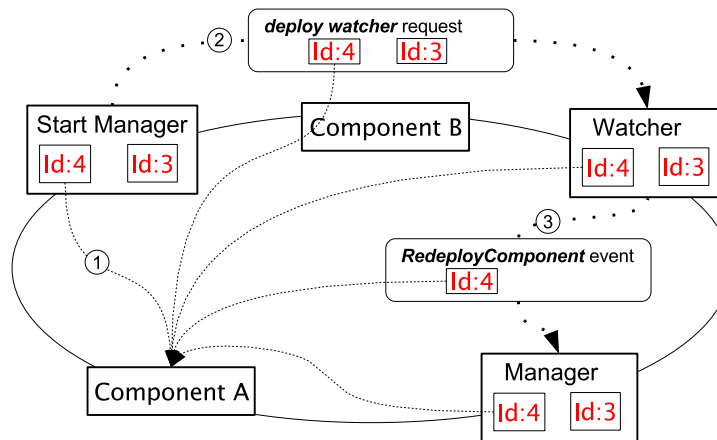 ②
deploy watcher request
Id:4 Id:3
Start Manager
Id:4 Id:3
Component B
Watcher
Id:4 Id:3
①
③
RedeployComponent event
Id:4
Component A
Manager
Id:4 Id:3